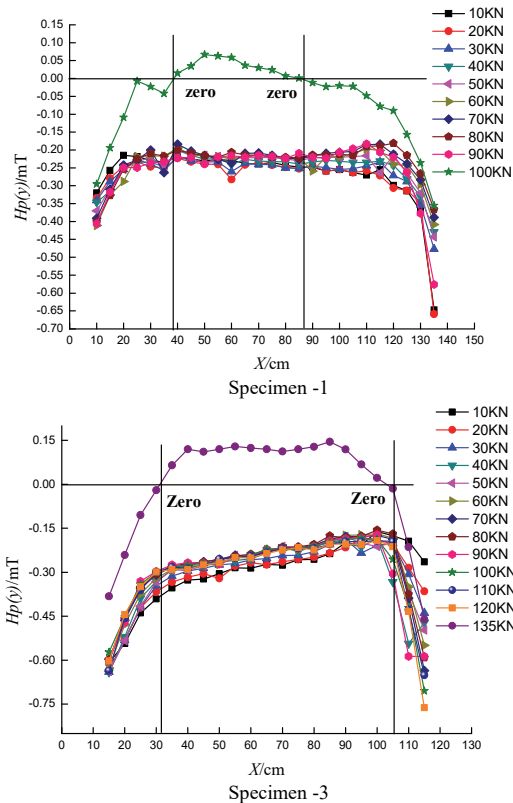 0.15
0.10
0.05
0.00
-0.05
-0.10
-0.15
-0.20
-0.25
-0.30
-0.35
-0.40
-0.45
-0.50
-0.55
-0.60
-0.65
-0.70
Hp(y)/mT
zero
zero
10KN
20KN
30KN
40KN
50KN
60KN
70KN
80KN
90KN
100KN
0 10 20 30 40 50 60 70 80 90 100 110 120 130 140 150
X/cm
Specimen -1
0.15
0.00
-0.15
-0.30
-0.45
-0.60
-0.75
Hp(y)/mT
Zero
Zero
10KN
20KN
30KN
40KN
50KN
60KN
70KN
80KN
90KN
100KN
110KN
120KN
135KN
0 10 20 30 40 50 60 70 80 90 100 110 120 130
X/cm
Specimen -3